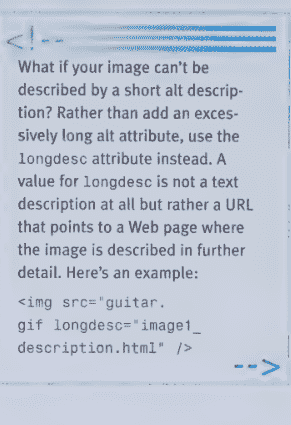 <!--
What if your image can't be
described by a short alt descrip-
tion? Rather than add an exces-
sively long alt attribute, use the
longdesc attribute instead. A
value for longdesc is not a text
description at all but rather a URL
that points to a Web page where
the image is described in further
detail. Here's an example:
<img src="guitar.
gif longdesc="image1_
description.html" />
-->